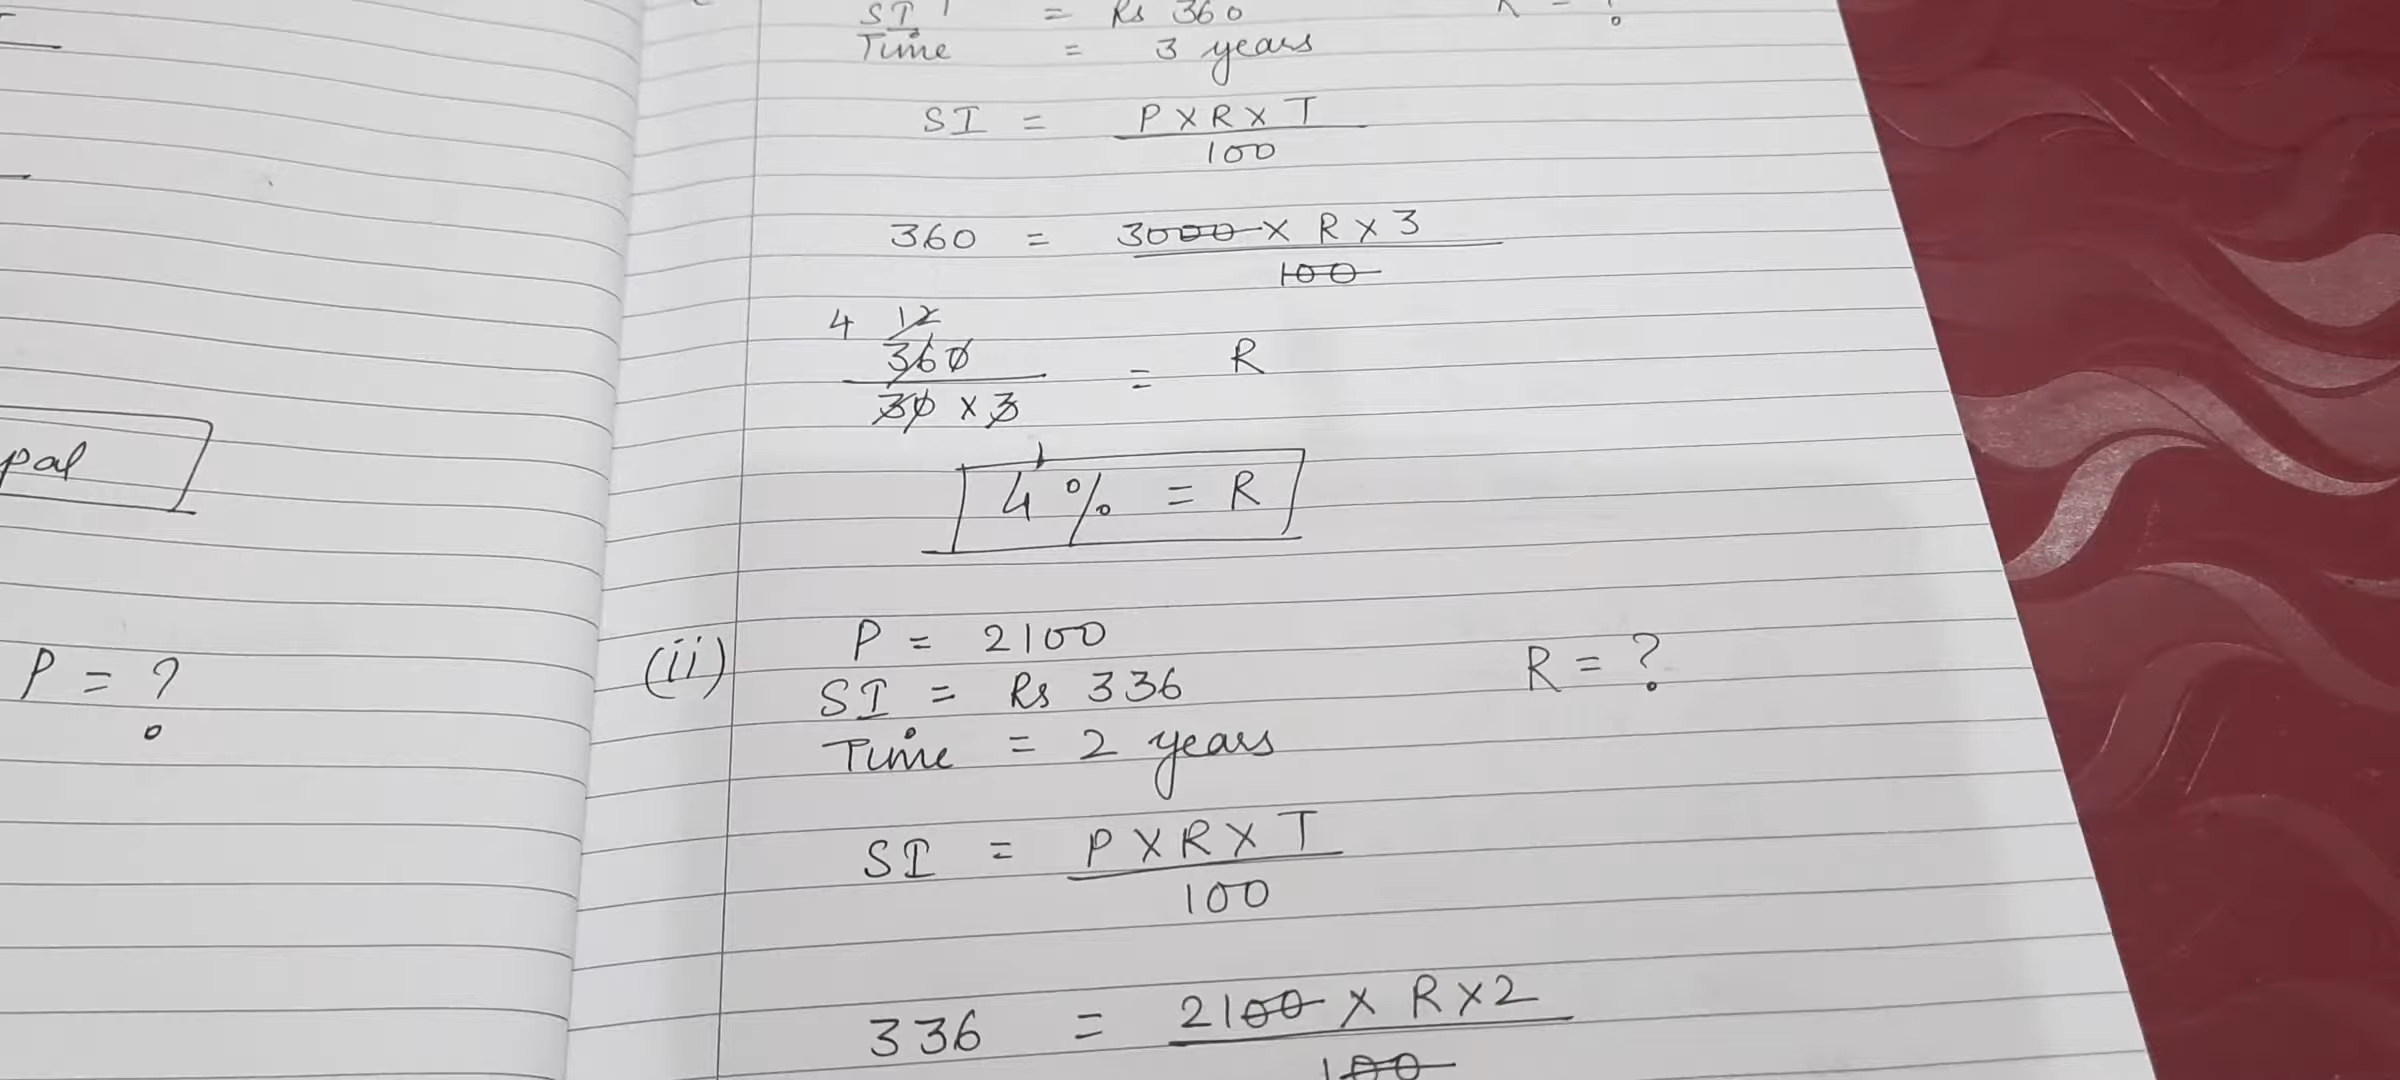 pal
P = ?
SI = Rs 360
Time = 3 years
SI = P X R X T
100
360 = 3000 X R X 3
100
4 12
360 = R
30 x 3
4 % = R
(ii) P = 2100 R = ?
SI = Rs 336
Time = 2 years
SI = P X R X T
100
336 = 2100 X R X 2
100